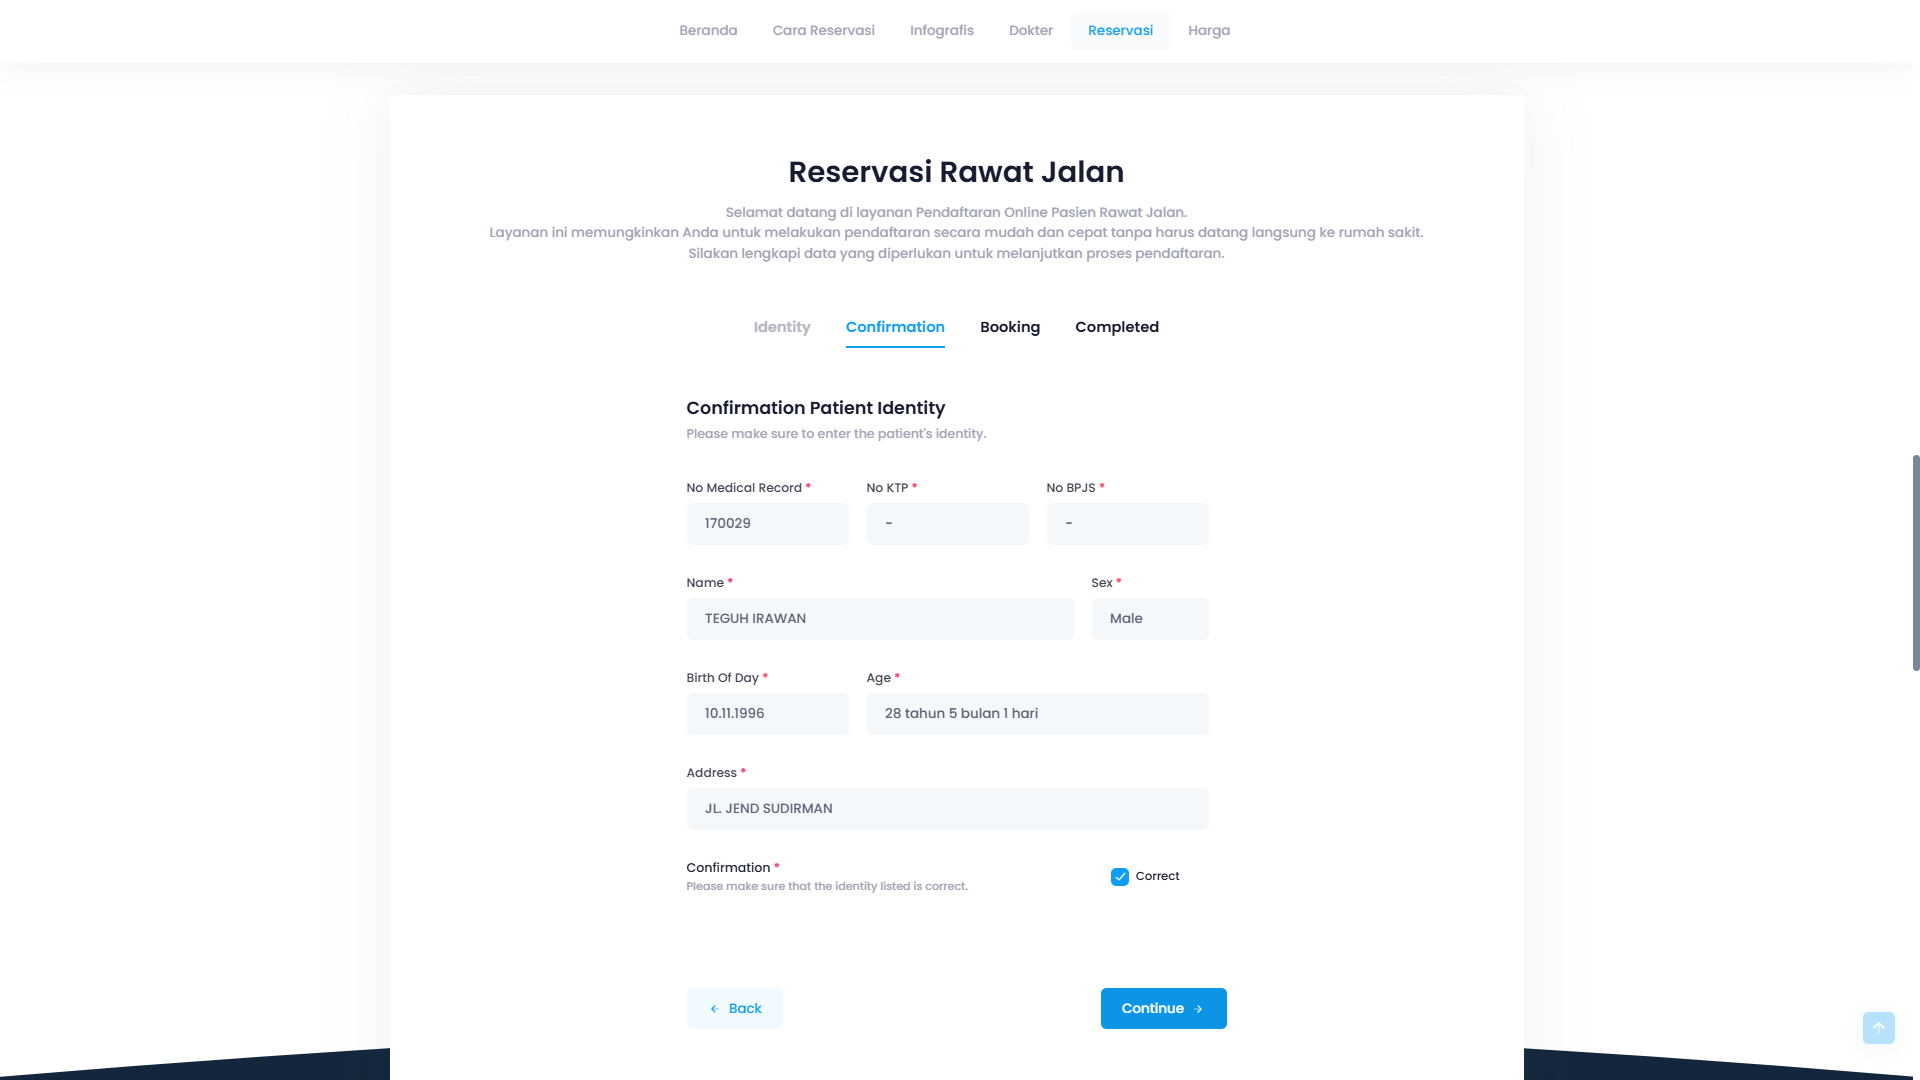 Beranda Cara Reservasi Infografis Dokter Reservasi Harga
Reservasi Rawat Jalan
Selamat datang di layanan Pendaftaran Online Pasien Rawat Jalan.
Layanan ini memungkinkan Anda untuk melakukan pendaftaran secara mudah dan cepat tanpa harus datang langsung ke rumah sakit.
Silakan lengkapi data yang diperlukan untuk melanjutkan proses pendaftaran.
Identity Confirmation Booking Completed
Confirmation Patient Identity
Please make sure to enter the patient's identity.
No Medical Record * No KTP * No BPJS *
170029 - -
Name * Sex *
TEGUH IRAWAN Male
Birth Of Day * Age *
10.11.1996 28 tahun 5 bulan 1 hari
Address *
JL. JEND SUDIRMAN
Confirmation *
Please make sure that the identity listed is correct.
Correct
Back Continue